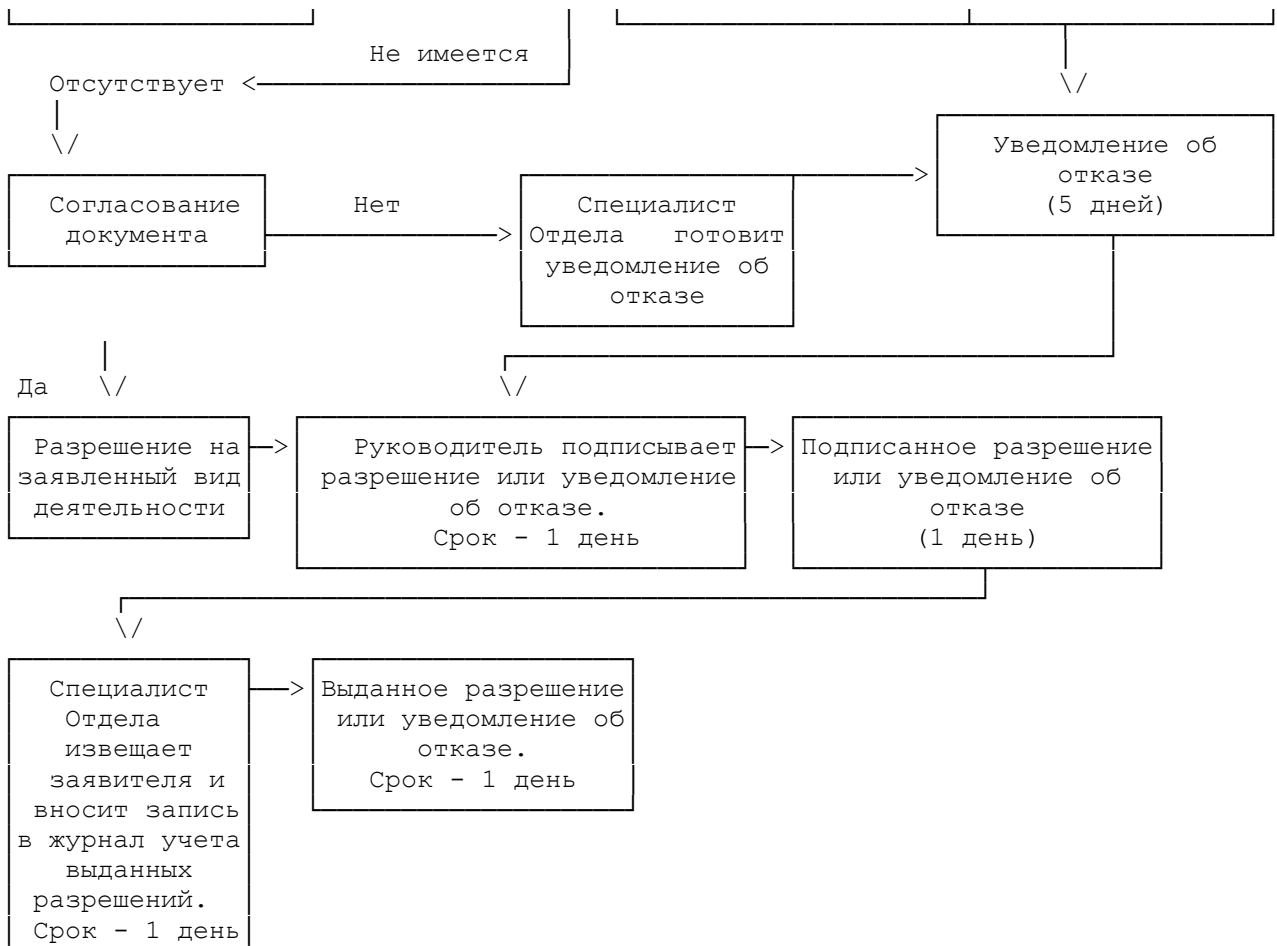 Не имеется
Отсутствует <
\/
\/
Уведомление об
отказе
(5 дней)
>
Согласование
документа
Нет
>
Специалист
Отдела готовит
уведомление об
отказе
Да \/
\/
Разрешение на
заявленный вид
деятельности
>
Руководитель подписывает
разрешение или уведомление
об отказе.
Срок - 1 день
>
Подписанное разрешение
или уведомление об
отказе
(1 день)
\/
Специалист
Отдела
извещает
заявителя и
вносит запись
в журнал учета
выданных
разрешений.
Срок - 1 день
>
Выданное разрешение
или уведомление об
отказе.
Срок - 1 день